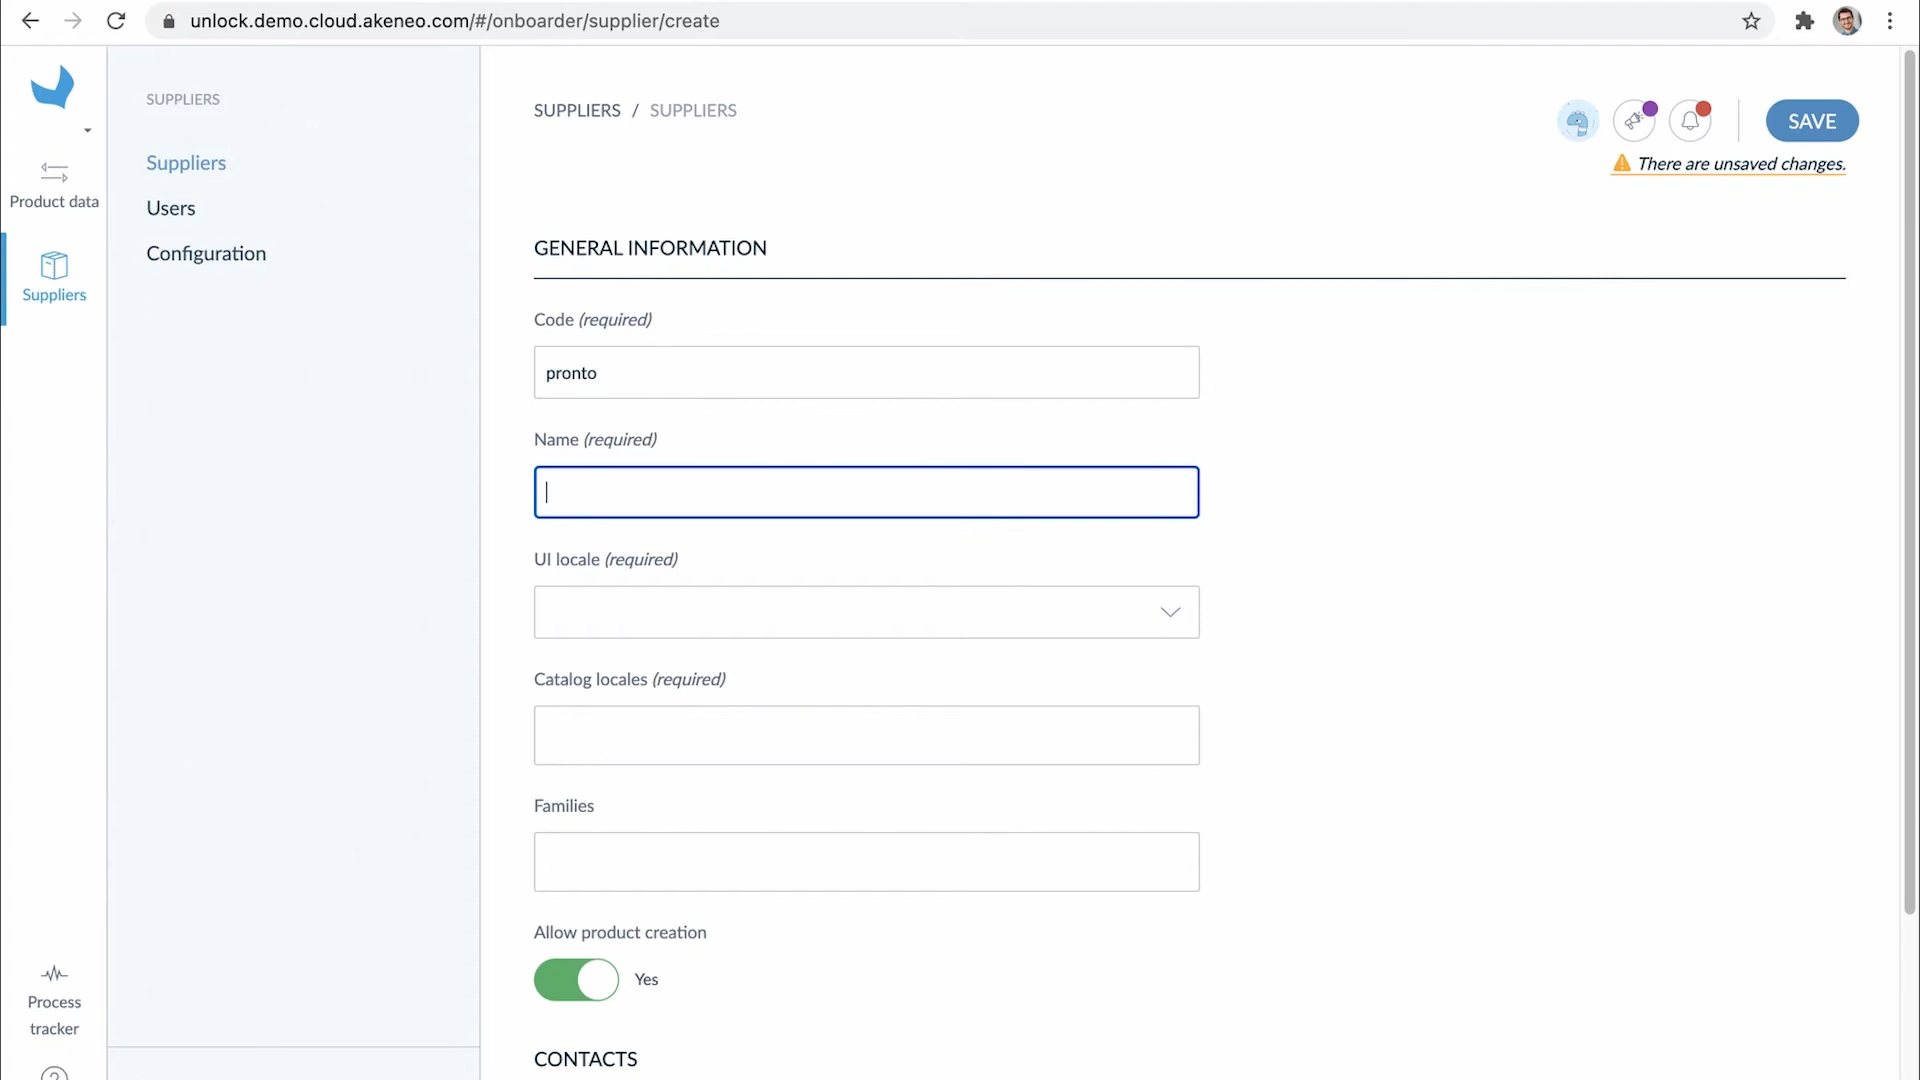 unlock.demo.cloud.akeneo.com/#/onboarder/supplier/create
Product data
Suppliers
Process
tracker
SUPPLIERS
Suppliers
Users
Configuration
SUPPLIERS / SUPPLIERS
SAVE
There are unsaved changes.
GENERAL INFORMATION
Code (required)
pronto
Name (required)
UI locale (required)
Catalog locales (required)
Families
Allow product creation
Yes
CONTACTS